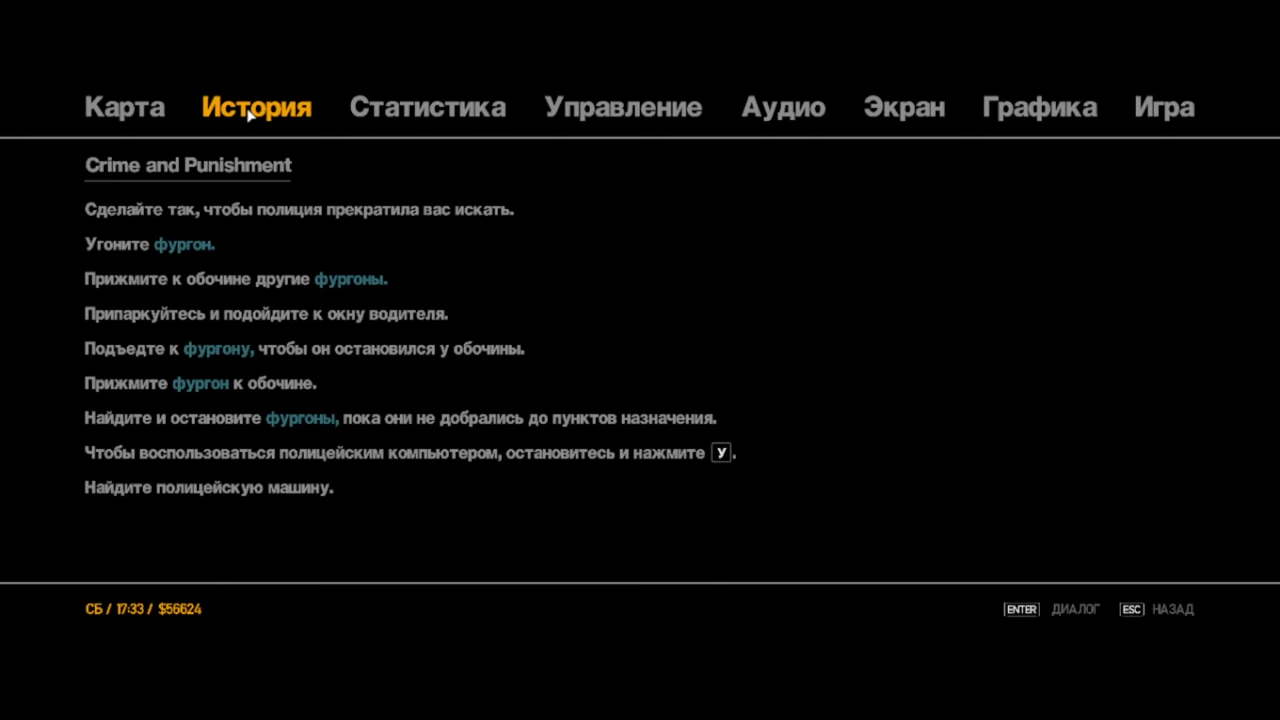 Карта История Статистика Управление Аудио Экран Графика Игра
Crime and Punishment
Сделайте так, чтобы полиция прекратила вас искать.
Угоните фургон.
Прижмите к обочине другие фургоны.
Припаркуйтесь и подойдите к окну водителя.
Подъедте к фургону, чтобы он остановился у обочины.
Прижмите фургон к обочине.
Найдите и остановите фургоны, пока они не добрались до пунктов назначения.
Чтобы воспользоваться полицейским компьютером, остановитесь и нажмите У.
Найдите полицейскую машину.
СБ / 17:33 / $56624 ENTER ДИАЛОГ ESC НАЗАД